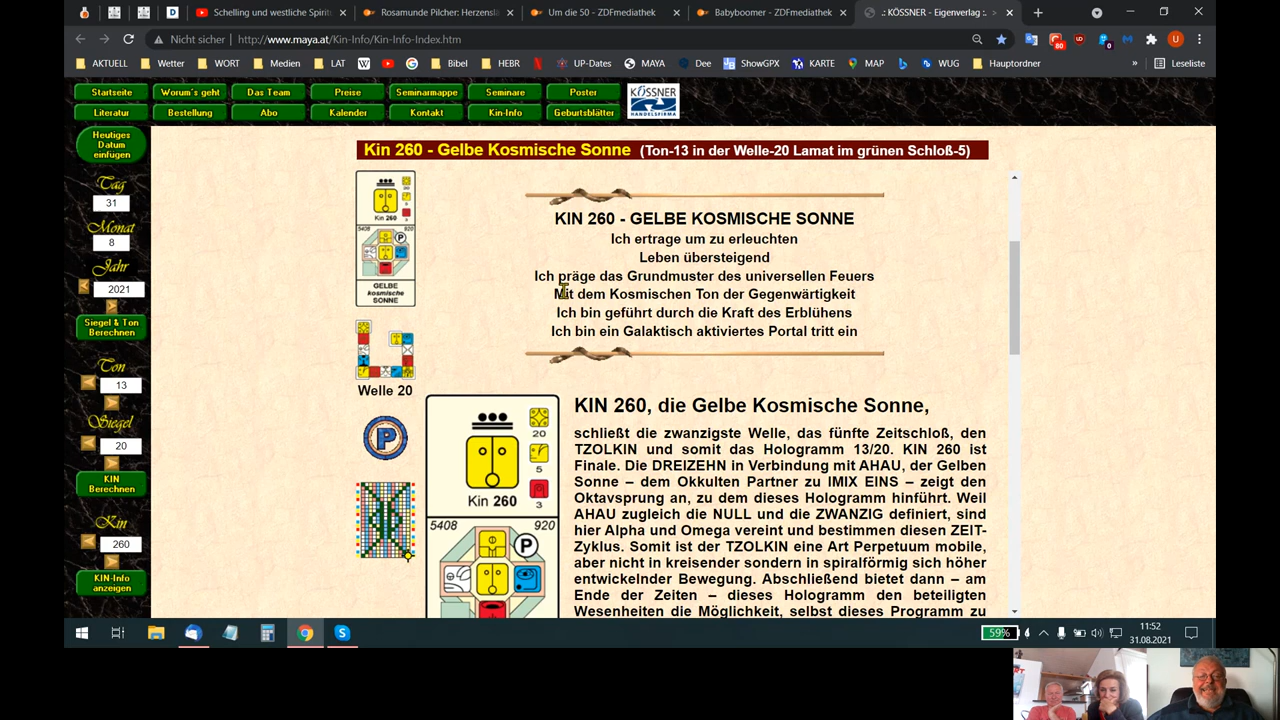 Schelling und westliche Spiritu
Rosamunde Pilcher: Herzensla
Um die 50 - ZDFmediathek
Babyboomer - ZDFmediathek
.: KÖSSNER - Eigenverlag :.
Nicht sicher | http://www.maya.at/Kin-Info/Kin-Info-Index.htm
AKTUELL Wetter WORT Medien LAT Bibel HEBR UP-Dates MAYA Dee ShowGPX KARTE MAP WUG Hauptordner » Leseliste
Startseite Worum's geht Das Team Preise Seminarmappe Seminare Poster
KÖSSNER
HANDELSFIRMA
Literatur Bestellung Abo Kalender Kontakt Kin-Info Geburtsblätter
Heutiges
Datum
einfügen
Tag
31
Monat
8
Jahr
2021
Siegel & Ton
Berechnen
Ton
13
Siegel
20
KIN
Berechnen
Kin
260
KIN-Info
anzeigen
Kin 260 - Gelbe Kosmische Sonne (Ton-13 in der Welle-20 Lamat im grünen Schloß-5)
Kin 260
5408 920
P
GELBE
kosmische
SONNE
Welle 20
P
KIN 260 - GELBE KOSMISCHE SONNE
Ich ertrage um zu erleuchten
Leben übersteigend
Ich präge das Grundmuster des universellen Feuers
Mit dem Kosmischen Ton der Gegenwärtigkeit
Ich bin geführt durch die Kraft des Erblühens
Ich bin ein Galaktisch aktiviertes Portal tritt ein
20
5
3
Kin 260
5408 920
P
KIN 260, die Gelbe Kosmische Sonne,
schließt die zwanzigste Welle, das fünfte Zeitschloß, den
TZOLKIN und somit das Hologramm 13/20. KIN 260 ist
Finale. Die DREIZEHN in Verbindung mit AHAU, der Gelben
Sonne – dem Okkulten Partner zu IMIX EINS – zeigt den
Oktavsprung an, zu dem dieses Hologramm hinführt. Weil
AHAU zugleich die NULL und die ZWANZIG definiert, sind
hier Alpha und Omega vereint und bestimmen diesen ZEIT-
Zyklus. Somit ist der TZOLKIN eine Art Perpetuum mobile,
aber nicht in kreisender sondern in spiralförmig sich höher
entwickelnder Bewegung. Abschließend bietet dann – am
Ende der Zeiten – dieses Hologramm den beteiligten
Wesenheiten die Möglichkeit, selbst dieses Programm zu
59%
11:52
31.08.2021